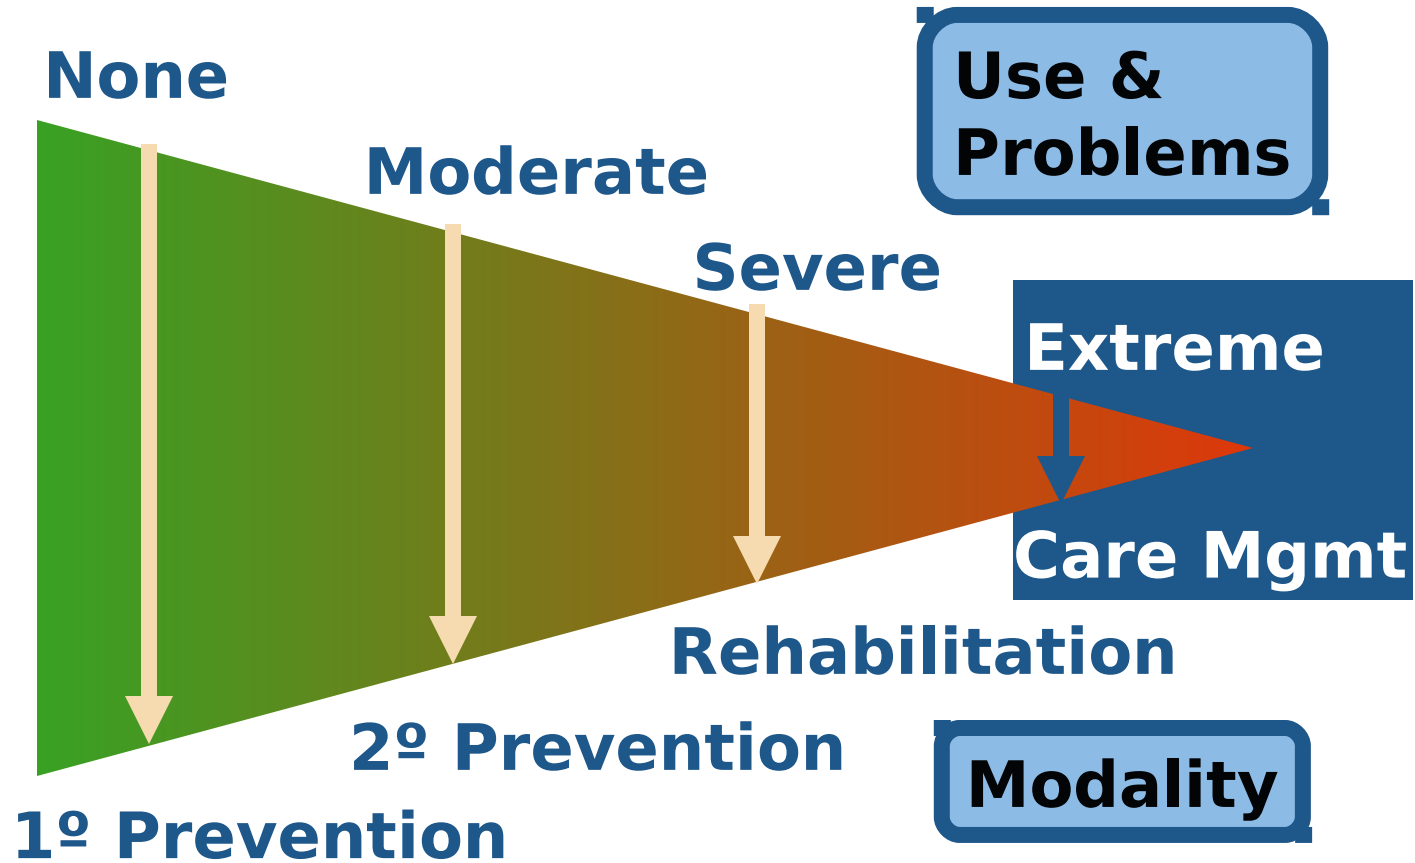 None
Use &
Problems
Moderate
Severe
Extreme
Care Mgmt
Rehabilitation
2º Prevention
Modality
1º Prevention